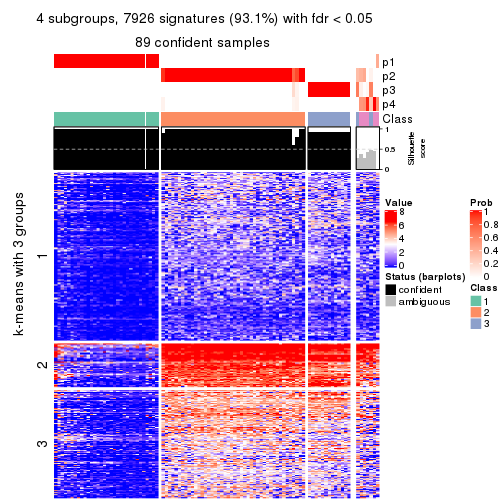 4 subgroups, 7926 signatures (93.1%) with fdr < 0.05
89 confident samples
p1
p2
p3
p4
Class
1
0.5
0
Silhouette
score
k-means with 3 groups
1
2
3
Value
8
6
4
2
0
Status (barplots)
confident
ambiguous
Prob
1
0.8
0.6
0.4
0.2
0
Class
1
2
3